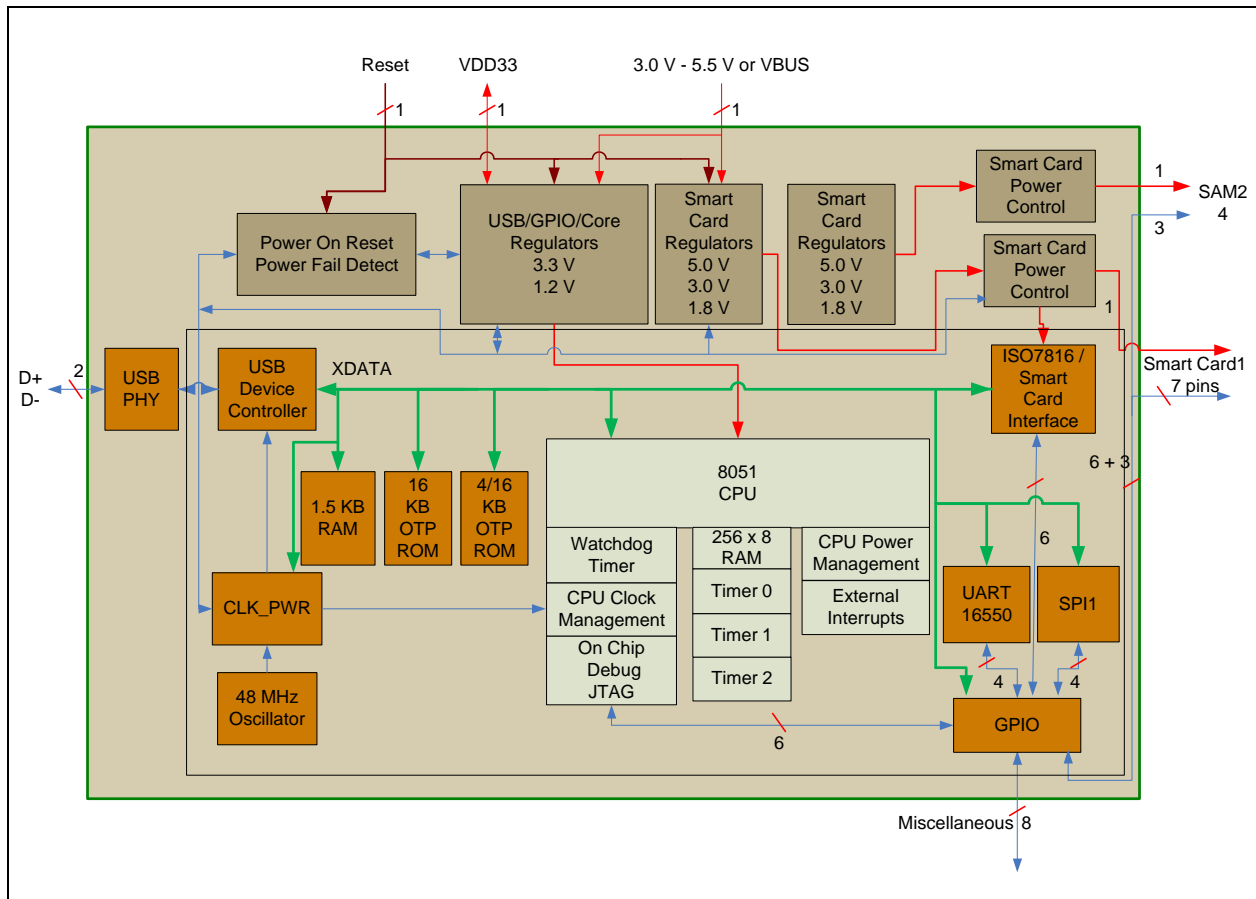 Reset
VDD33
3.0 V - 5.5 V or VBUS
1
1
1
Smart Card
Power
Control
1
SAM2
4
3
Power On Reset
Power Fail Detect
USB/GPIO/Core
Regulators
3.3 V
1.2 V
Smart
Card
Regulators
5.0 V
3.0 V
1.8 V
Smart
Card
Regulators
5.0 V
3.0 V
1.8 V
Smart Card
Power
Control
1
D+
D-
2
USB
PHY
USB
Device
Controller
XDATA
ISO7816 /
Smart
Card
Interface
Smart Card1
7 pins
1.5 KB
RAM
16
KB
OTP
ROM
4/16
KB
OTP
ROM
8051
CPU
6 + 3
6
Watchdog
Timer
256 x 8
RAM
CPU Power
Management
CLK_PWR
CPU Clock
Management
Timer 0
External
Interrupts
UART
16550
SPI1
On Chip
Debug
JTAG
Timer 1
Timer 2
48 MHz
Oscillator
4
4
6
GPIO
Miscellaneous
8